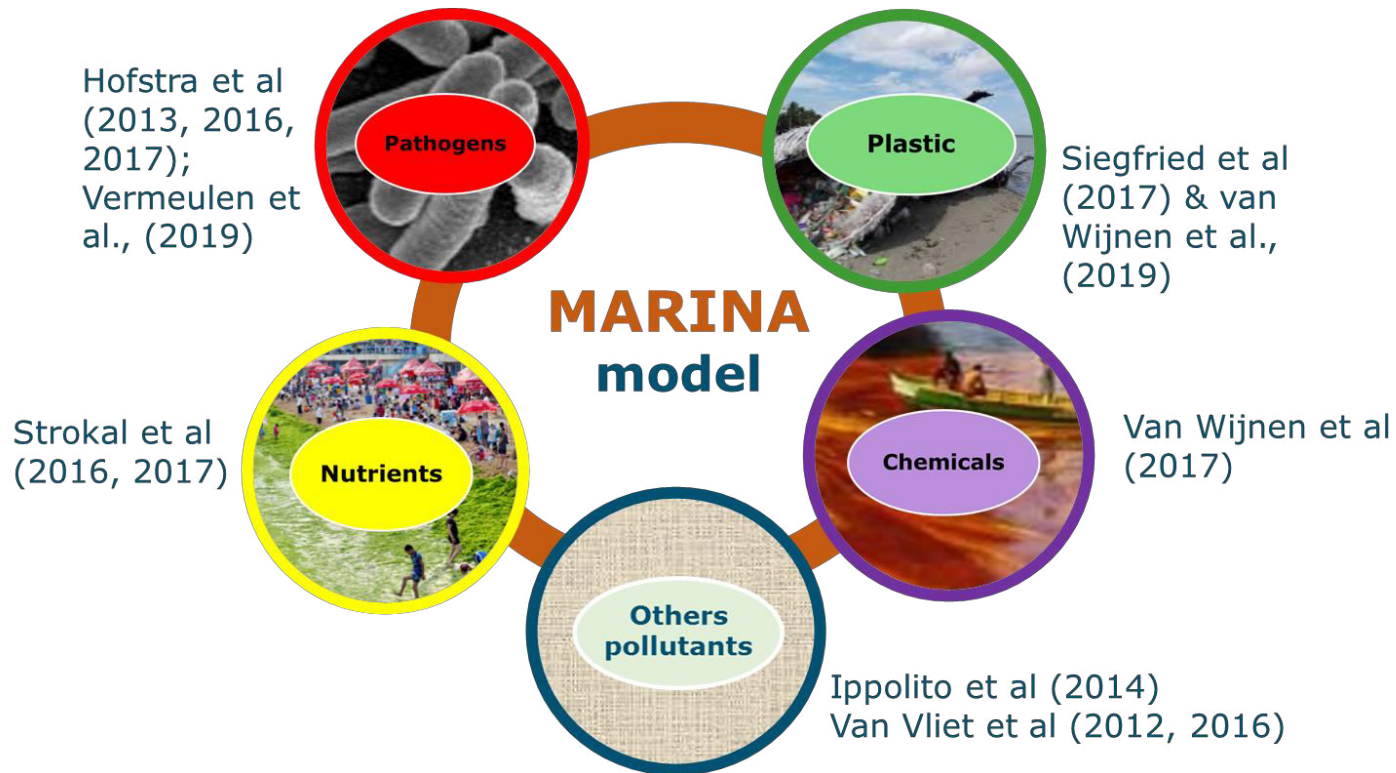 Hofstra et al
(2013, 2016,
2017);
Vermeulen et
al., (2019)
Pathogens
Plastic
Siegfried et al
(2017) & van
Wijnen et al.,
(2019)
MARINA
model
Strokal et al
(2016, 2017)
Nutrients
Chemicals
Van Wijnen et al
(2017)
Others
pollutants
Ippolito et al (2014)
Van Vliet et al (2012, 2016)